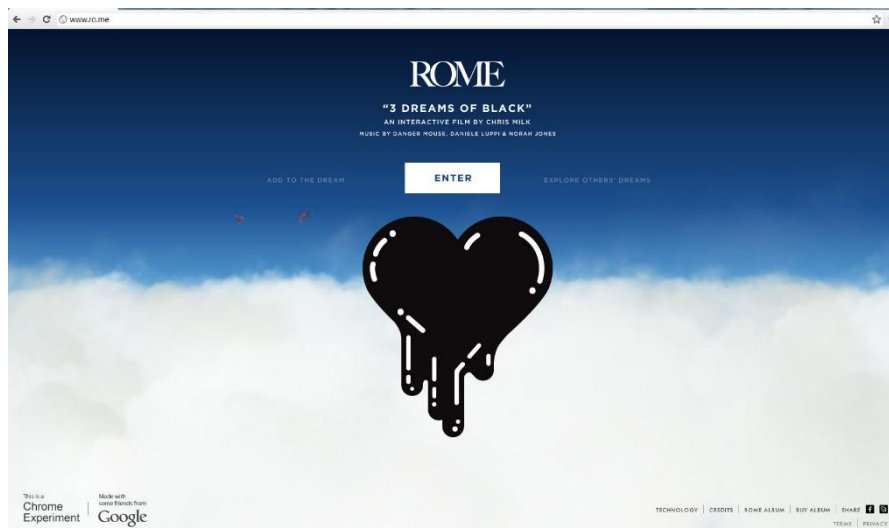 www.ro.me
ROME
“3 DREAMS OF BLACK”
AN INTERACTIVE FILM BY CHRIS MILK
MUSIC BY DANGER MOUSE, DANIELE LUPPI & NORAH JONES
ADD TO THE DREAM
ENTER
EXPLORE OTHERS' DREAMS
This is a
Chrome
Experiment
Made with
some friends from
Google
TECHNOLOGY | CREDITS | ROME ALBUM | BUY ALBUM | SHARE
TERMS | PRIVACY